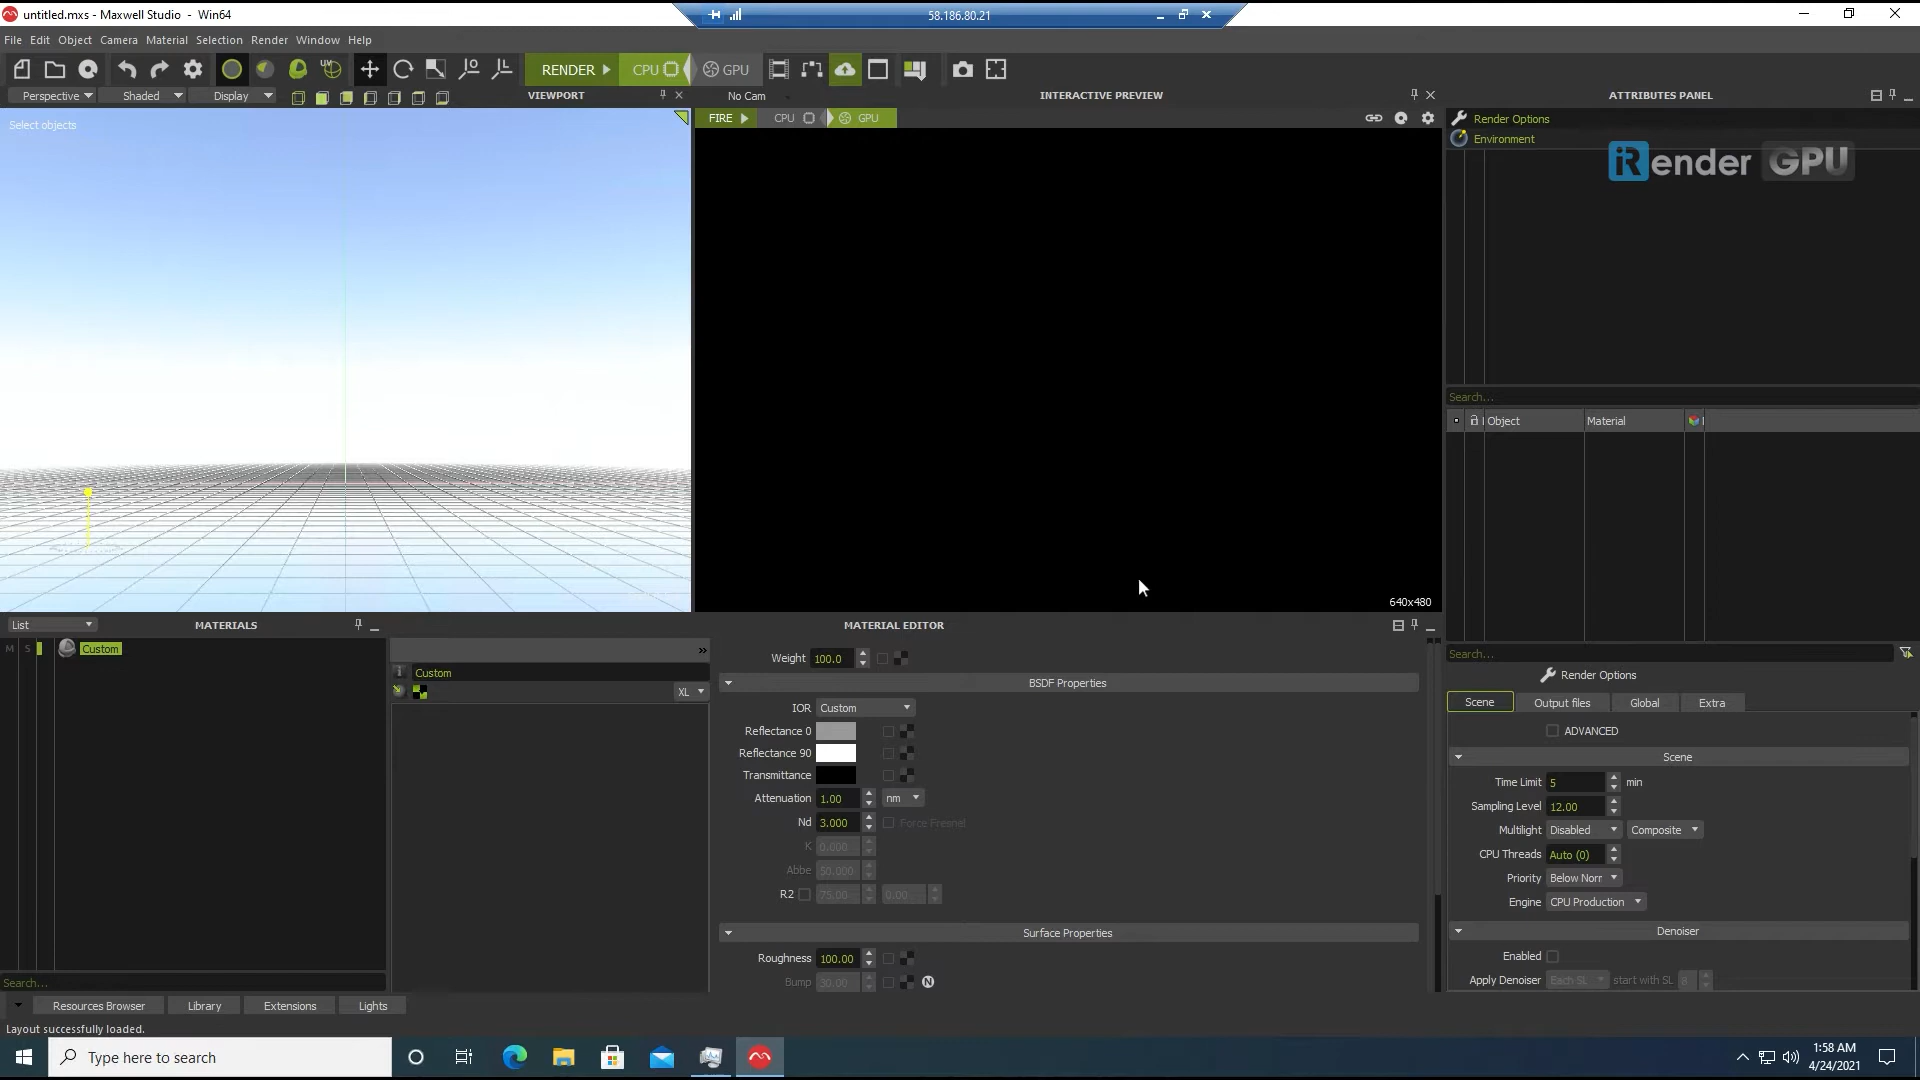 untitled.mxs - Maxwell Studio - Win64
58.186.80.21
File Edit Object Camera Material Selection Render Window Help
RENDER CPU GPU
Perspective Shaded Display VIEWPORT No Cam INTERACTIVE PREVIEW ATTRIBUTES PANEL
Select objects
FIRE CPU GPU
Render Options
Environment
iRender GPU
Search...
Object Material
640x480
List MATERIALS MATERIAL EDITOR
M S Custom
Custom
XL
Weight 100.0
BSDF Properties
IOR Custom
Reflectance 0
Reflectance 90
Transmittance
Attenuation 1.00 nm
Nd 3.000 Force Fresnel
K 0.000
Abbe 50.000
R2 75.00 0.00
Surface Properties
Roughness 100.00
Bump 30.00 N
Search...
Render Options
Scene Output files Global Extra
ADVANCED
Scene
Time Limit 5 min
Sampling Level 12.00
Multilight Disabled Composite
CPU Threads Auto (0)
Priority Below Norr
Engine CPU Production
Denoiser
Enabled
Apply Denoiser Each SL start with SL 8
Search...
Resources Browser Library Extensions Lights
Layout successfully loaded.
Type here to search
1:58 AM
4/24/2021